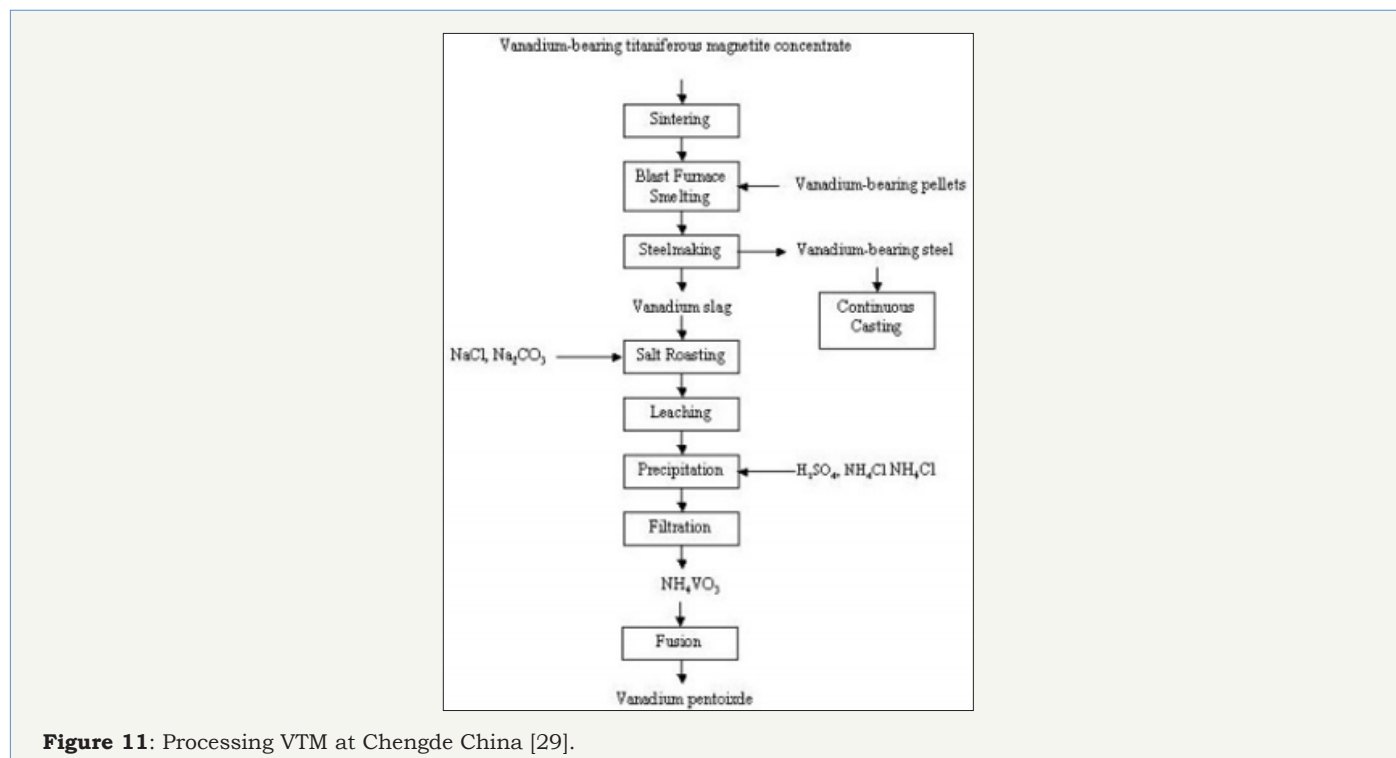 Vanadium-bearing titaniferous magnetite concentrate
Sintering
Blast Furnace
Smelting
Vanadium-bearing pellets
Steelmaking
Vanadium-bearing steel
Continuous
Casting
Vanadium slag
NaCl, Na₂CO₃
Salt Roasting
Leaching
Precipitation
H₂SO₄, NH₄Cl NH₄Cl
Filtration
NH₄VO₃
Fusion
Vanadium pentoixde
Figure 11: Processing VTM at Chengde China [29].